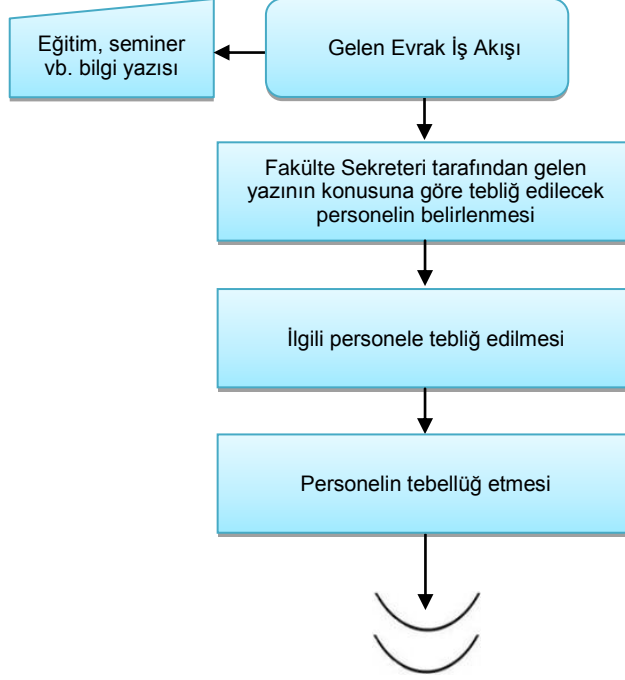 Eğitim, seminer
vb. bilgi yazısı
Gelen Evrak İş Akışı
Fakülte Sekreteri tarafından gelen
yazının konusuna göre tebliğ edilecek
personelin belirlenmesi
İlgili personele tebliğ edilmesi
Personelin tebellüğ etmesi